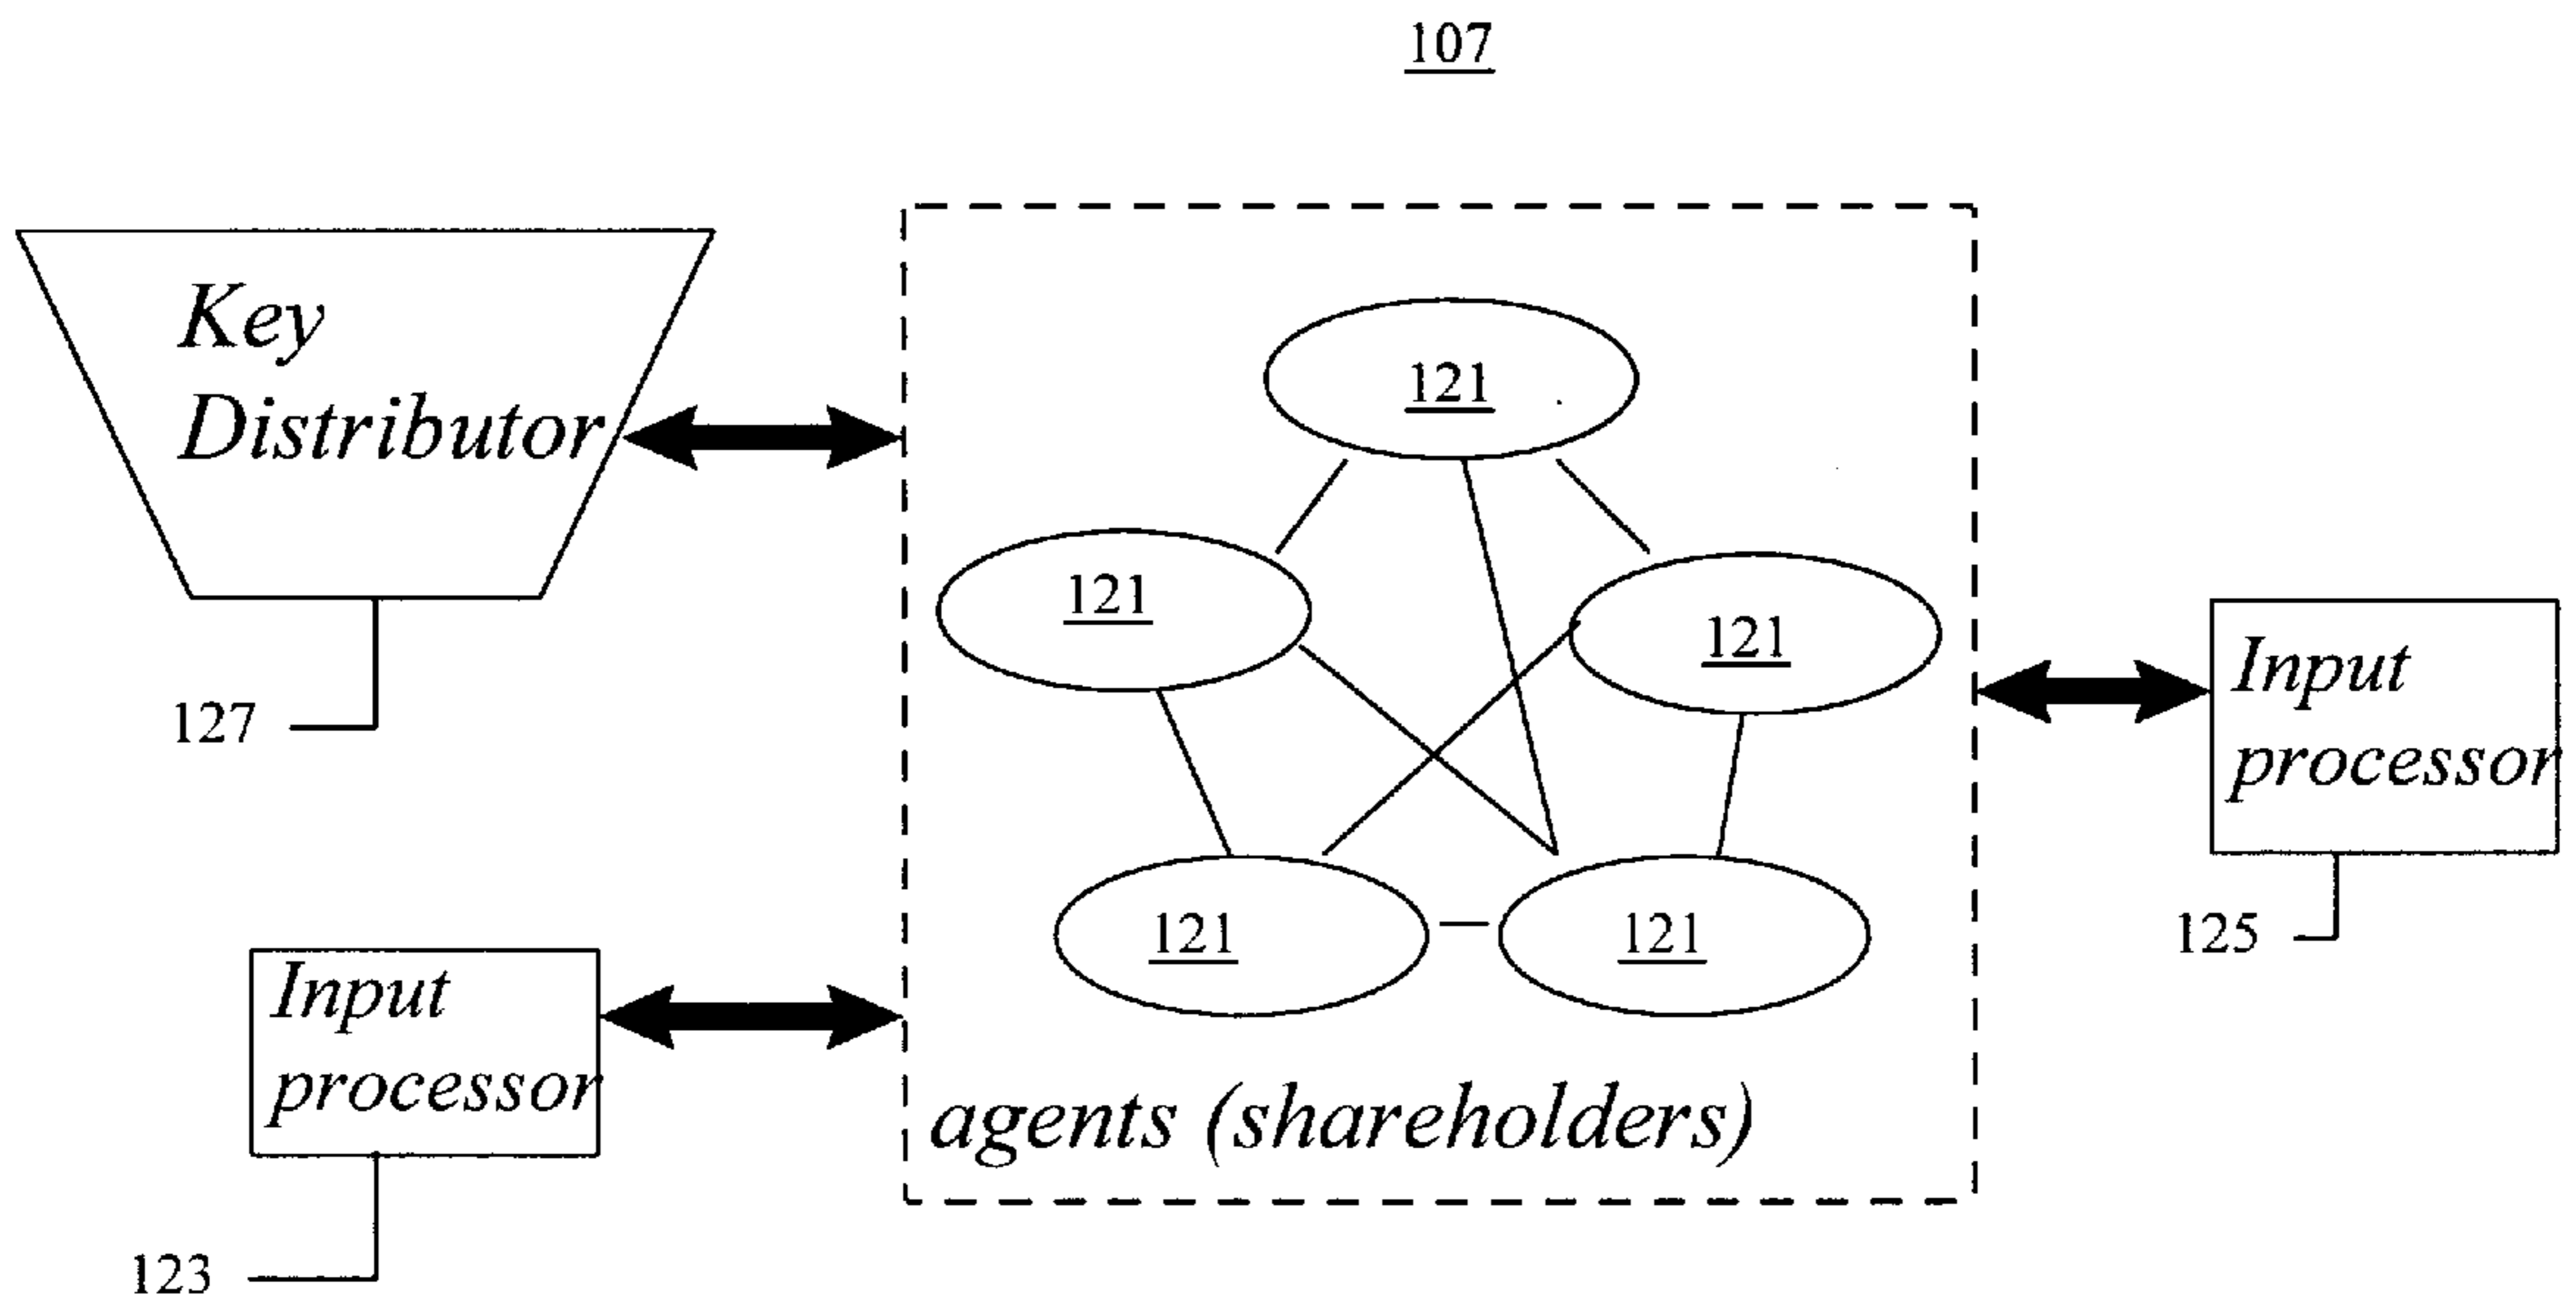 107
Key
Distributor
121
121
121
127
Input
processor
125
121
121
Input
processor
agents (shareholders)
123